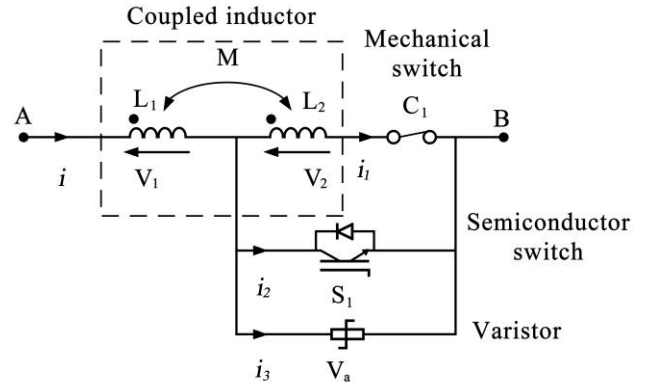 Coupled inductor
M
Mechanical
switch
L₁
L₂
C₁
A
B
i
V₁
V₂
i₁
Semiconductor
switch
i₂
S₁
Varistor
i₃
Vₐ